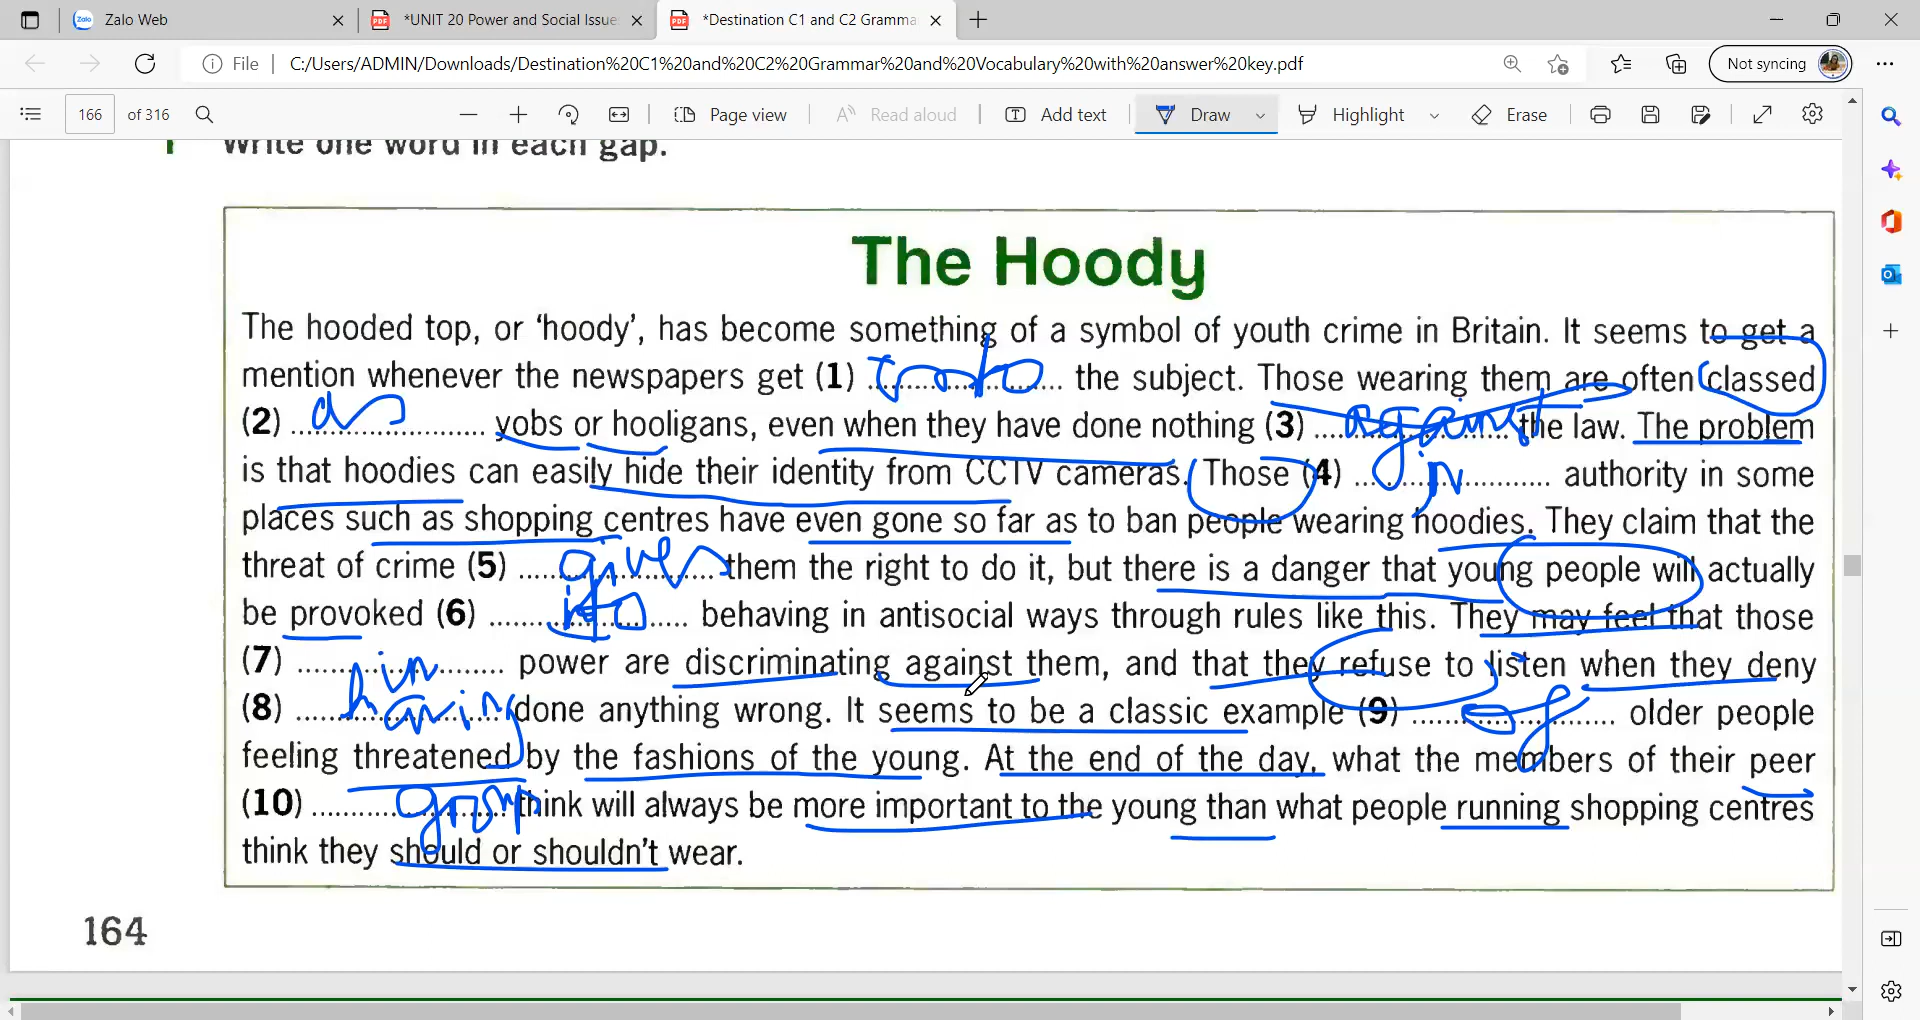 Zalo Web
*UNIT 20 Power and Social Issue
*Destination C1 and C2 Gramma
File
C:/Users/ADMIN/Downloads/Destination%20C1%20and%20C2%20Grammar%20and%20Vocabulary%20with%20answer%20key.pdf
Not syncing
166 of 316
Page view
Read aloud
Add text
Draw
Highlight
Erase
Write one word in each gap.
The Hoody
The hooded top, or ‘hoody’, has become something of a symbol of youth crime in Britain. It seems to get a
mention whenever the newspapers get (1) into the subject. Those wearing them are often classed
(2) as yobs or hooligans, even when they have done nothing (3) against the law. The problem
is that hoodies can easily hide their identity from CCTV cameras. Those (4) in authority in some
places such as shopping centres have even gone so far as to ban people wearing hoodies. They claim that the
threat of crime (5) gives them the right to do it, but there is a danger that young people will actually
be provoked (6) into behaving in antisocial ways through rules like this. They may feel that those
(7) in power are discriminating against them, and that they refuse to listen when they deny
(8) having done anything wrong. It seems to be a classic example (9) of older people
feeling threatened by the fashions of the young. At the end of the day, what the members of their peer
(10) group think will always be more important to the young than what people running shopping centres
think they should or shouldn’t wear.
164